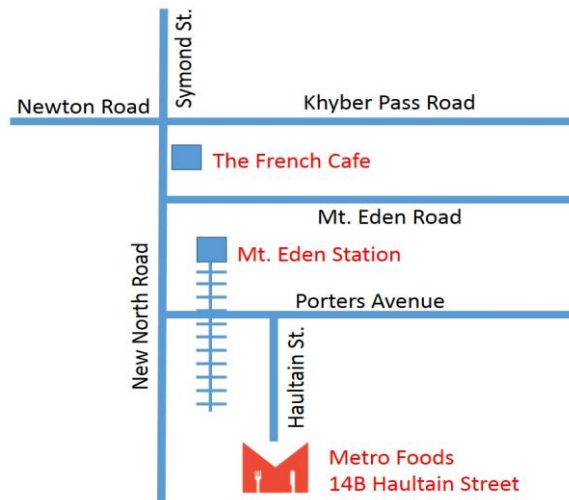 Symond St.
Newton Road
Khyber Pass Road
The French Cafe
Mt. Eden Road
Mt. Eden Station
Porters Avenue
New North Road
Haultain St.
Metro Foods
14B Haultain Street